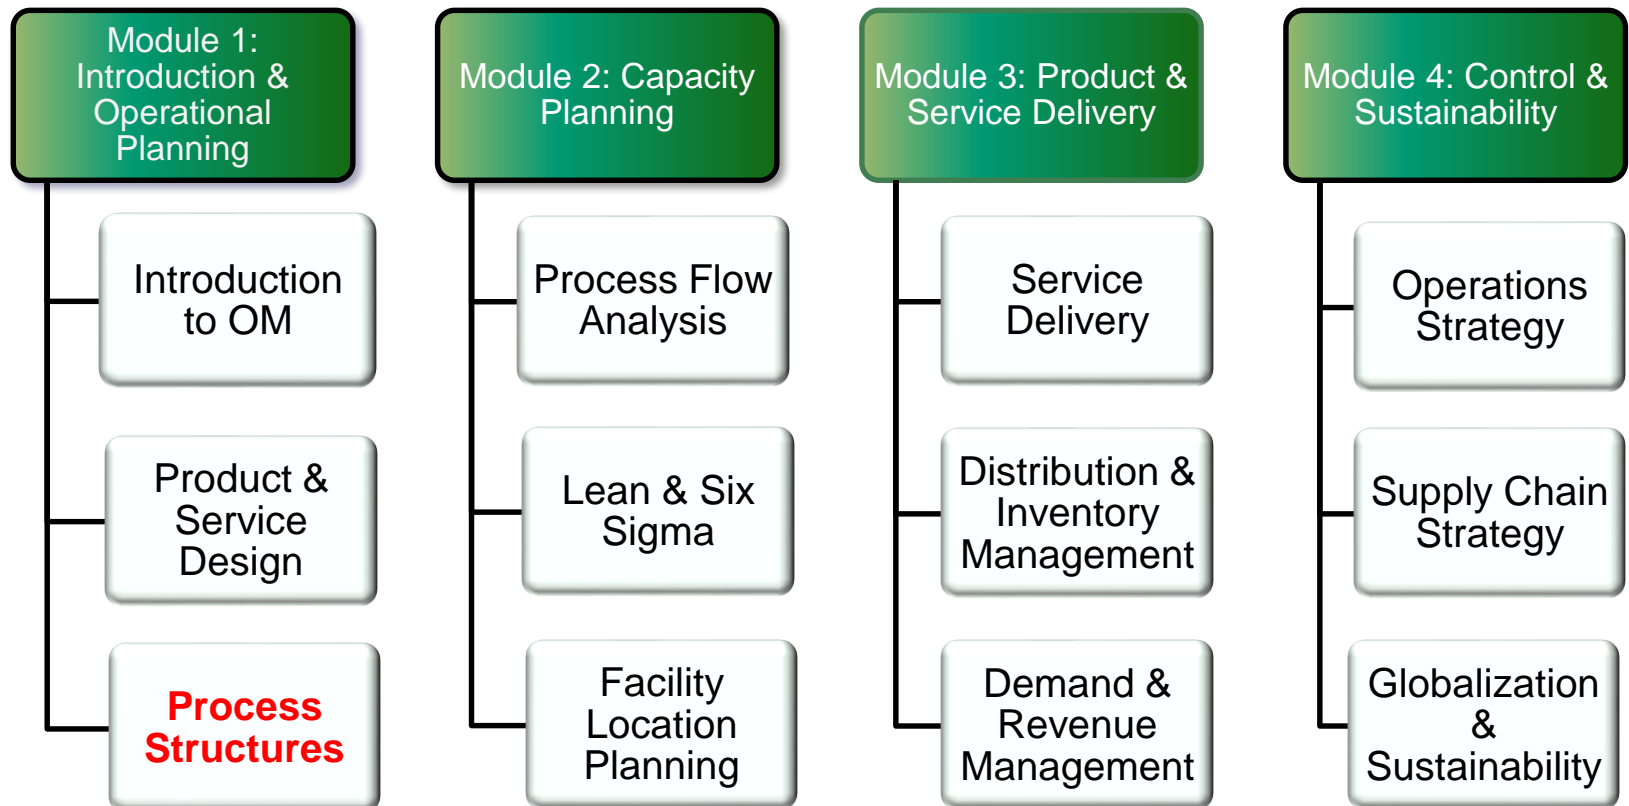 Module 1:
Introduction &
Operational
Planning
Introduction
to OM
Product &
Service
Design
Process
Structures
Module 2: Capacity
Planning
Process Flow
Analysis
Lean & Six
Sigma
Facility
Location
Planning
Module 3: Product &
Service Delivery
Service
Delivery
Distribution &
Inventory
Management
Demand &
Revenue
Management
Module 4: Control &
Sustainability
Operations
Strategy
Supply Chain
Strategy
Globalization
&
Sustainability